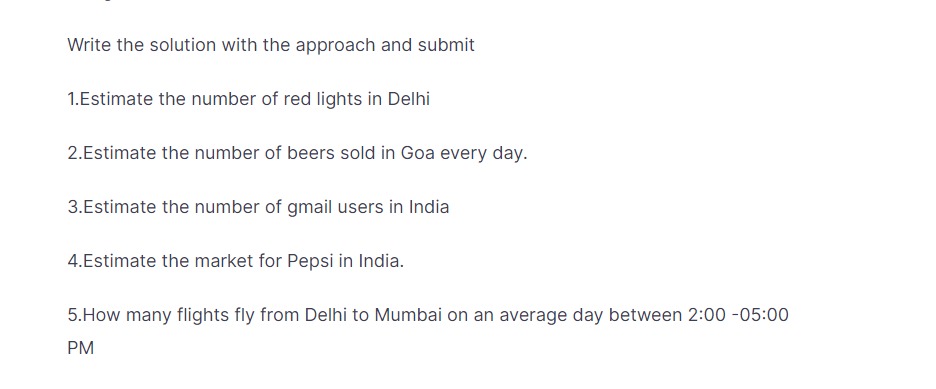 Write the solution with the approach and submit
1.Estimate the number of red lights in Delhi
2.Estimate the number of beers sold in Goa every day.
3.Estimate the number of gmail users in India
4.Estimate the market for Pepsi in India.
5.How many flights fly from Delhi to Mumbai on an average day between 2:00 -05:00
PM